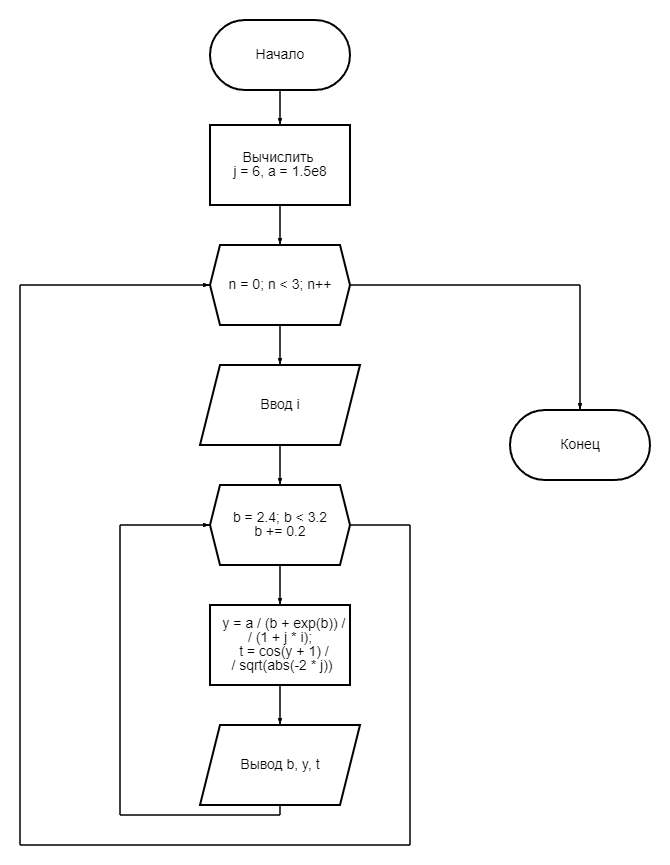 Начало
Вычислить
j = 6, a = 1.5e8
n = 0; n < 3; n++
Ввод i
Конец
b = 2.4; b < 3.2
b += 0.2
y = a / (b + exp(b)) /
/ (1 + j * i);
t = cos(y + 1) /
/ sqrt(abs(-2 * j))
Вывод b, y, t